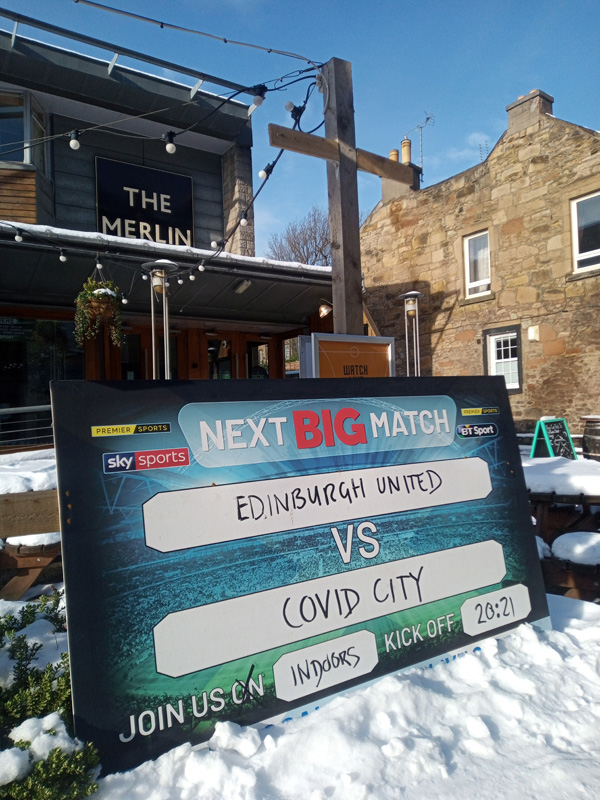 THE
MERLIN
WATCH
PREMIER SPORTS
PREMIER SPORTS
NEXT BIG MATCH
sky sports
BT Sport
EDINBURGH UNITED
VS
COVID CITY
JOIN US ON INDOORS KICK OFF 20:21